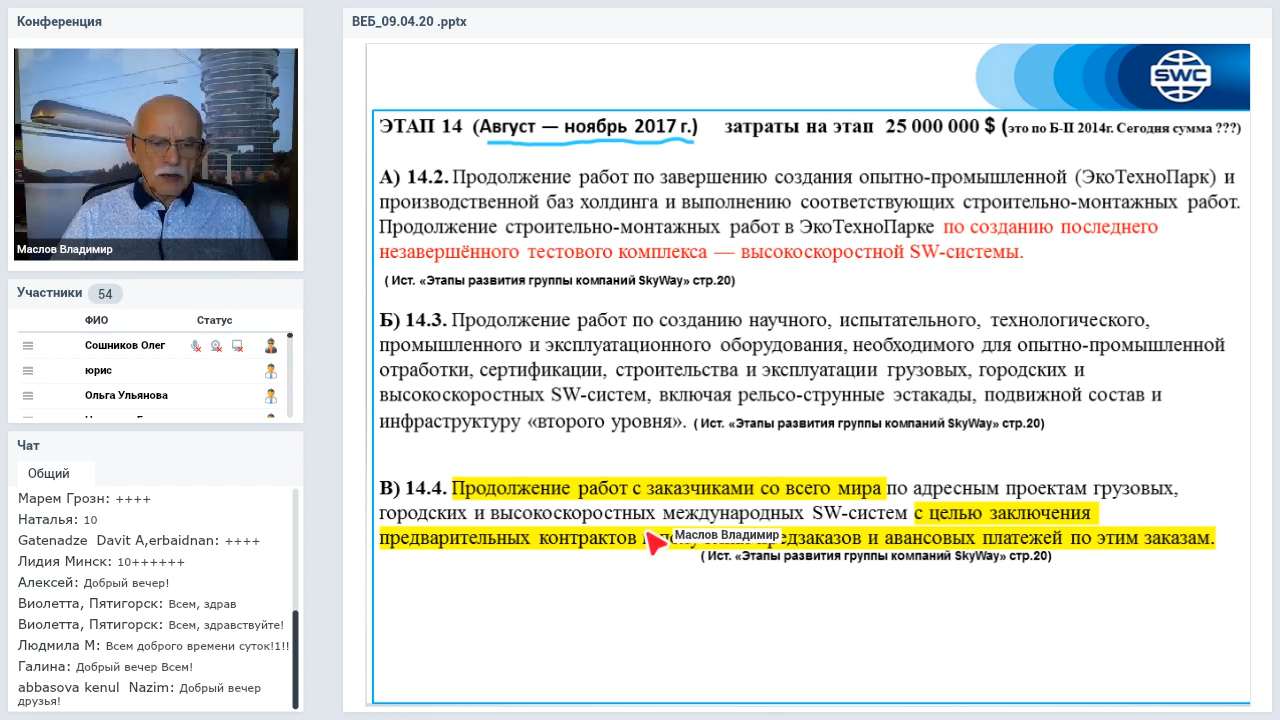 Конференция
Маслов Владимир
Участники 54
ФИО Статус
Сошников Олег
юрис
Ольга Ульянова
Чат
Общий
Марем Грозн: ++++
Наталья: 10
Gatenadze Davit A,erbaidnan: ++++
Лидия Минск: 10++++++
Алексей: Добрый вечер!
Виолетта, Пятигорск: Всем, здрав
Виолетта, Пятигорск: Всем, здравствуйте!
Людмила М: Всем доброго времени суток!1!!
Галина: Добрый вечер Всем!
abbasova kenul Nazim: Добрый вечер
друзья!
ВЕБ_09.04.20 .pptx
SWC
ЭТАП 14 (Август — ноябрь 2017 г.) затраты на этап 25 000 000 $ (это по Б-П 2014г. Сегодня сумма ???)
А) 14.2. Продолжение работ по завершению создания опытно-промышленной (ЭкоТехноПарк) и
производственной баз холдинга и выполнению соответствующих строительно-монтажных работ.
Продолжение строительно-монтажных работ в ЭкоТехноПарке по созданию последнего
незавершённого тестового комплекса — высокоскоростной SW-системы.
( Ист. «Этапы развития группы компаний SkyWay» стр.20)
Б) 14.3. Продолжение работ по созданию научного, испытательного, технологического,
промышленного и эксплуатационного оборудования, необходимого для опытно-промышленной
отработки, сертификации, строительства и эксплуатации грузовых, городских и
высокоскоростных SW-систем, включая рельсо-струнные эстакады, подвижной состав и
инфраструктуру «второго уровня». ( Ист. «Этапы развития группы компаний SkyWay» стр.20)
В) 14.4. Продолжение работ с заказчиками со всего мира по адресным проектам грузовых,
городских и высокоскоростных международных SW-систем с целью заключения
предварительных контрактов Маслов Владимир и авансовых платежей по этим заказам.
( Ист. «Этапы развития группы компаний SkyWay» стр.20)